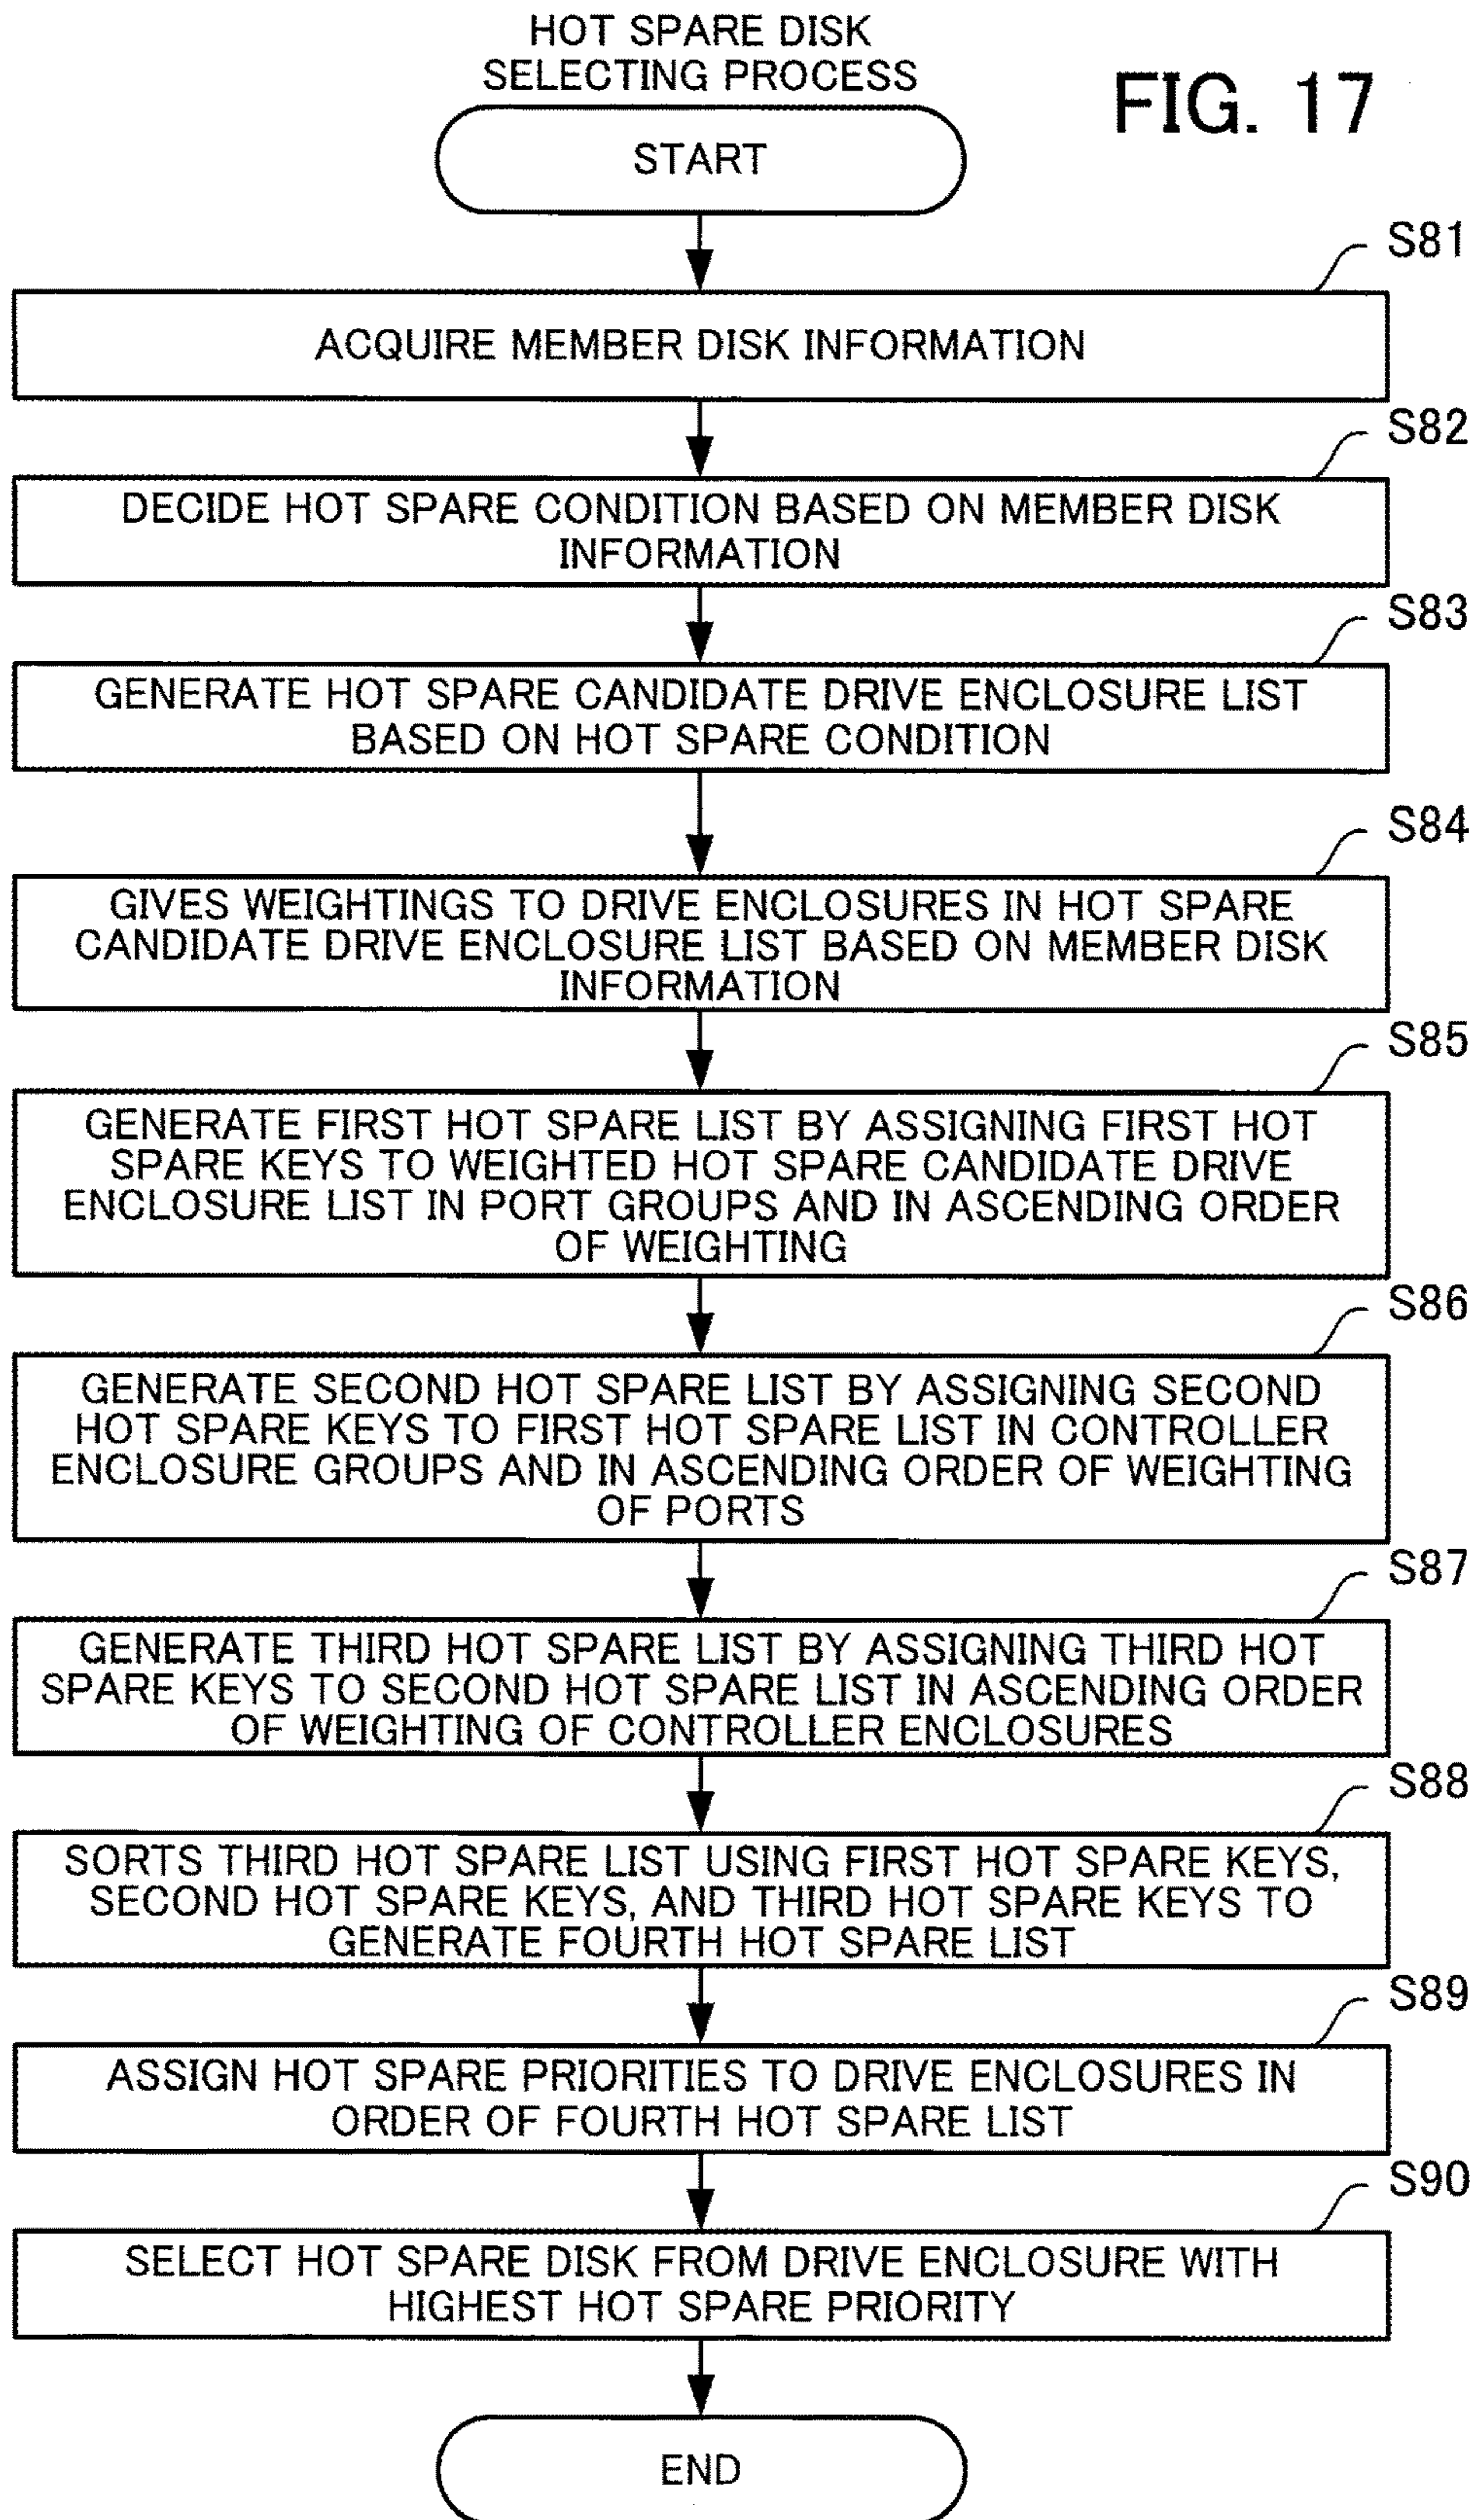 HOT SPARE DISK
SELECTING PROCESS
FIG. 17
START
S81
ACQUIRE MEMBER DISK INFORMATION
S82
DECIDE HOT SPARE CONDITION BASED ON MEMBER DISK
INFORMATION
S83
GENERATE HOT SPARE CANDIDATE DRIVE ENCLOSURE LIST
BASED ON HOT SPARE CONDITION
S84
GIVES WEIGHTINGS TO DRIVE ENCLOSURES IN HOT SPARE
CANDIDATE DRIVE ENCLOSURE LIST BASED ON MEMBER DISK
INFORMATION
S85
GENERATE FIRST HOT SPARE LIST BY ASSIGNING FIRST HOT
SPARE KEYS TO WEIGHTED HOT SPARE CANDIDATE DRIVE
ENCLOSURE LIST IN PORT GROUPS AND IN ASCENDING ORDER
OF WEIGHTING
S86
GENERATE SECOND HOT SPARE LIST BY ASSIGNING SECOND
HOT SPARE KEYS TO FIRST HOT SPARE LIST IN CONTROLLER
ENCLOSURE GROUPS AND IN ASCENDING ORDER OF WEIGHTING
OF PORTS
S87
GENERATE THIRD HOT SPARE LIST BY ASSIGNING THIRD HOT
SPARE KEYS TO SECOND HOT SPARE LIST IN ASCENDING ORDER
OF WEIGHTING OF CONTROLLER ENCLOSURES
S88
SORTS THIRD HOT SPARE LIST USING FIRST HOT SPARE KEYS,
SECOND HOT SPARE KEYS, AND THIRD HOT SPARE KEYS TO
GENERATE FOURTH HOT SPARE LIST
S89
ASSIGN HOT SPARE PRIORITIES TO DRIVE ENCLOSURES IN
ORDER OF FOURTH HOT SPARE LIST
S90
SELECT HOT SPARE DISK FROM DRIVE ENCLOSURE WITH
HIGHEST HOT SPARE PRIORITY
END